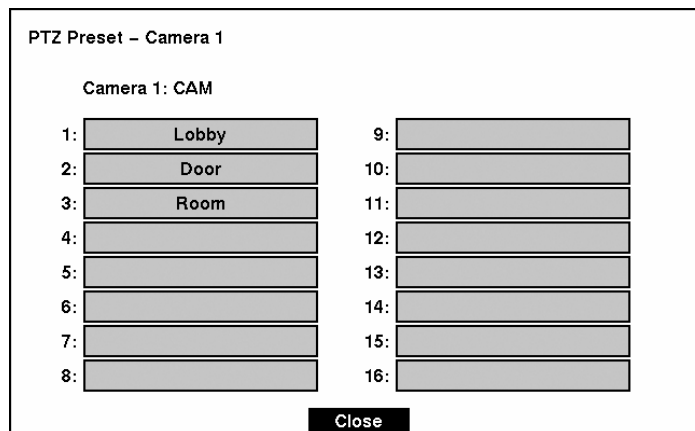 PTZ Preset – Camera 1
Camera 1: CAM
1: Lobby
2: Door
3: Room
4:
5:
6:
7:
8:
9:
10:
11:
12:
13:
14:
15:
16:
Close